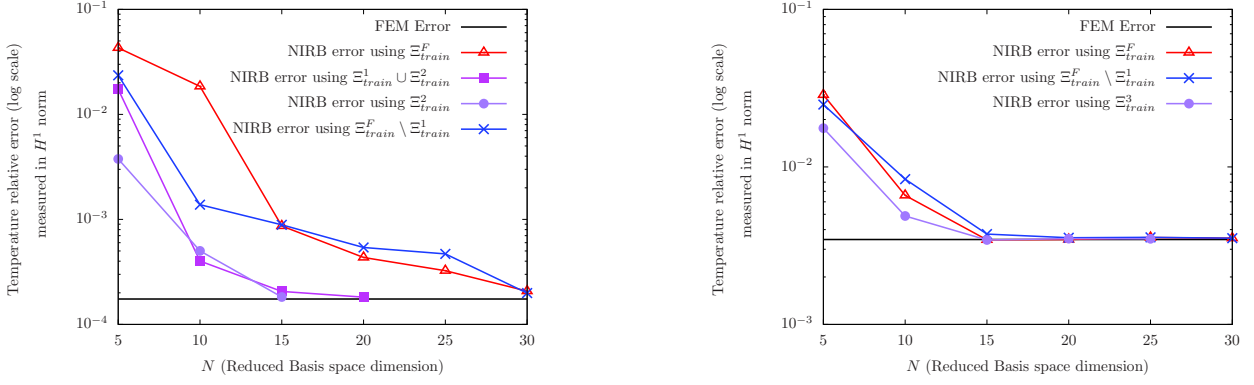 Temperature relative error (log scale)
measured in H¹ norm
10⁻¹
10⁻²
10⁻³
10⁻⁴
FEM Error
NIRB error using Ξ^F_train
NIRB error using Ξ^1_train ∪ Ξ^2_train
NIRB error using Ξ^2_train
NIRB error using Ξ^F_train \ Ξ^1_train
5 10 15 20 25 30
N (Reduced Basis space dimension)
Temperature relative error (log scale)
measured in H¹ norm
10⁻¹
10⁻²
10⁻³
FEM Error
NIRB error using Ξ^F_train
NIRB error using Ξ^F_train \ Ξ^1_train
NIRB error using Ξ^3_train
5 10 15 20 25 30
N (Reduced Basis space dimension)